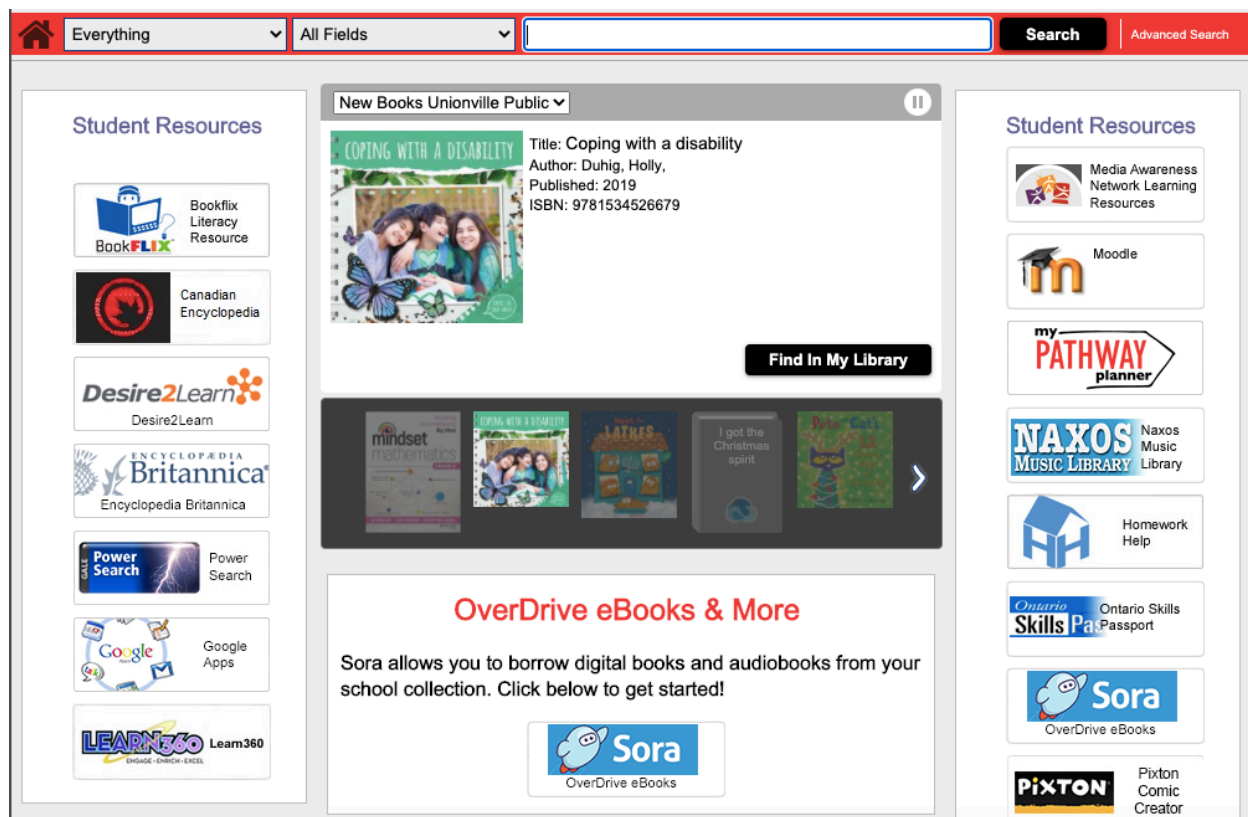 Everything
All Fields
Search
Advanced Search
Student Resources
BookFLIX
Bookflix
Literacy
Resource
Canadian
Encyclopedia
Desire2Learn
Desire2Learn
ENCYCLOPÆDIA
Britannica
Encyclopedia Britannica
GALE
Power
Search
Power
Search
Google
Apps
Google
Apps
LEARN360
ENGAGE-ENRICH-EXCEL
Learn360
New Books Unionville Public
COPING WITH A DISABILITY
Title: Coping with a disability
Author: Duhig, Holly,
Published: 2019
ISBN: 9781534526679
Find In My Library
mindset
mathematics
COPING WITH A DISABILITY
LATKES
I got the
Christmas
spirit
Pete the Cat's
OverDrive eBooks & More
Sora allows you to borrow digital books and audiobooks from your
school collection. Click below to get started!
Sora
OverDrive eBooks
Student Resources
Media Awareness
Network Learning
Resources
m
Moodle
my
PATHWAY
planner
NAXOS
MUSIC LIBRARY
Naxos
Music
Library
HH
Homework
Help
Ontario
Skills Pas
Ontario Skills
Passport
Sora
OverDrive eBooks
PiXTON
Pixton
Comic
Creator